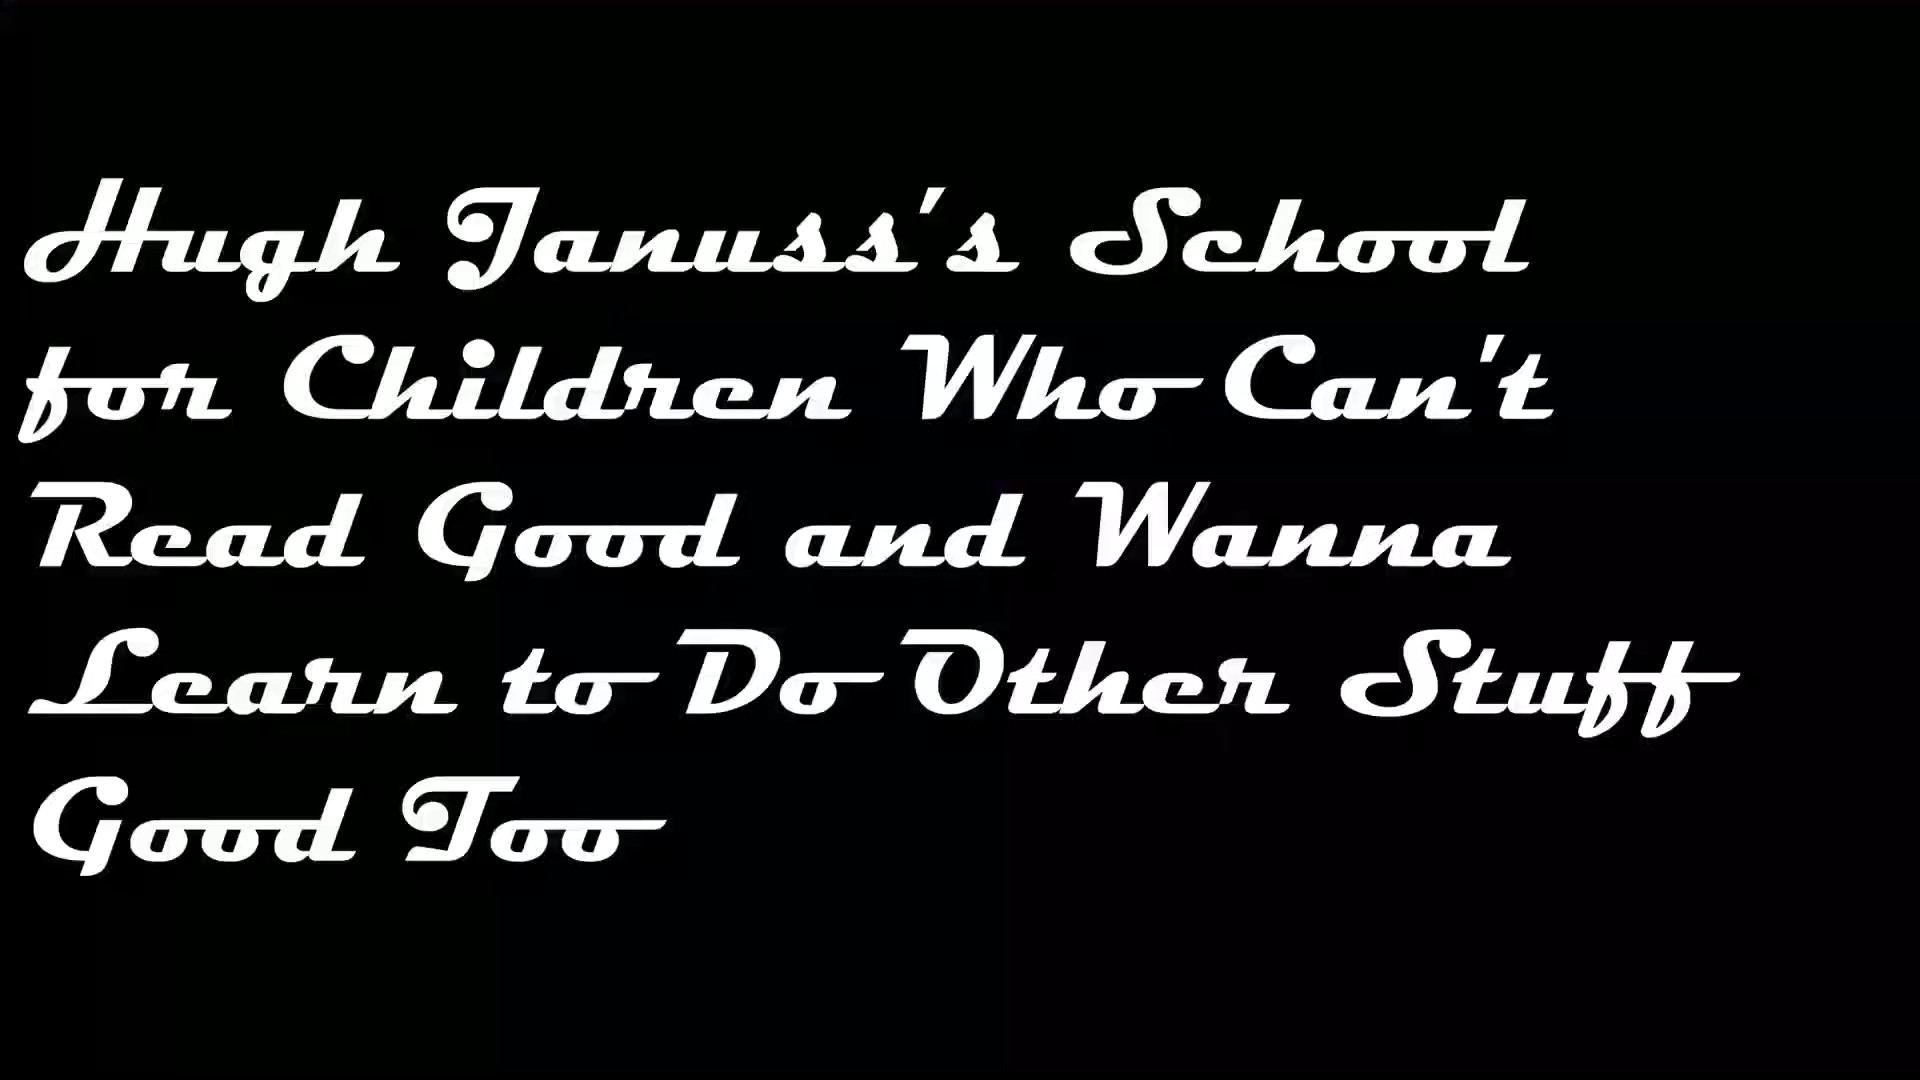 Hugh Januss's School
for Children Who Can't
Read Good and Wanna
Learn to Do Other Stuff
Good Too